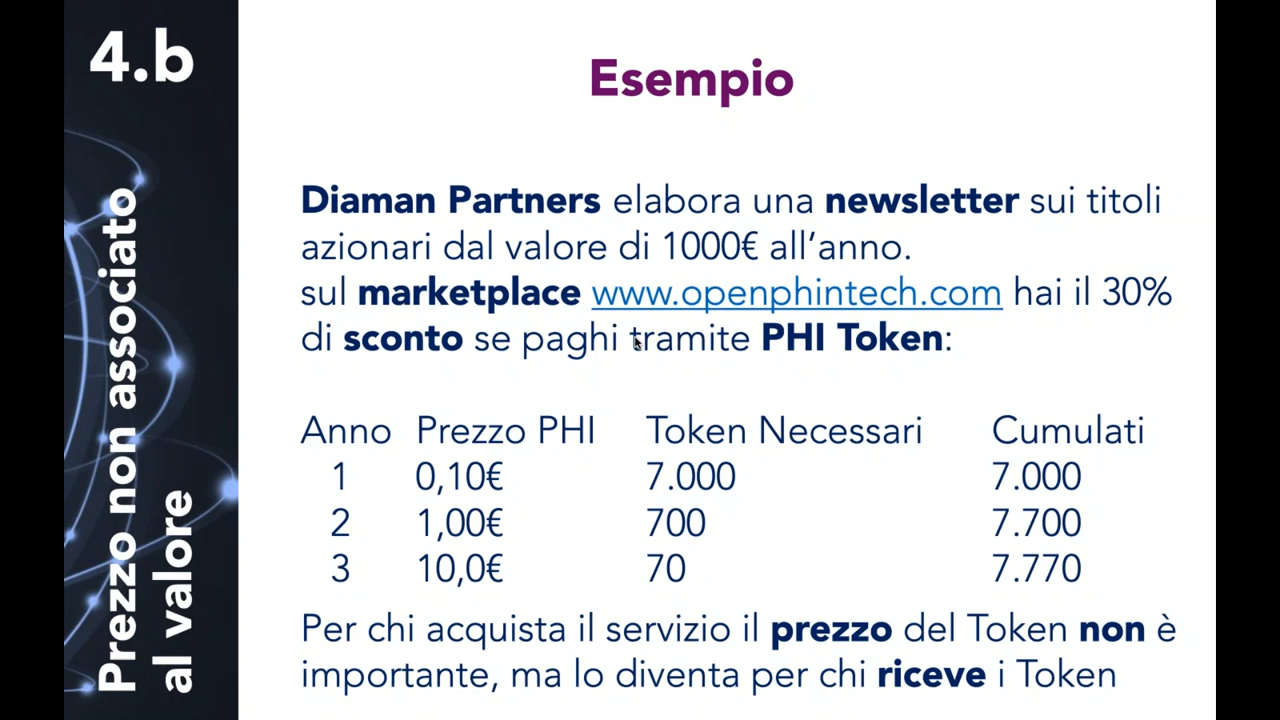 4.b
Prezzo non associato
al valore
Esempio
Diaman Partners elabora una newsletter sui titoli
azionari dal valore di 1000€ all’anno.
sul marketplace www.openphintech.com hai il 30%
di sconto se paghi tramite PHI Token:
Anno Prezzo PHI Token Necessari Cumulati
1 0,10€ 7.000 7.000
2 1,00€ 700 7.700
3 10,0€ 70 7.770
Per chi acquista il servizio il prezzo del Token non è
importante, ma lo diventa per chi riceve i Token